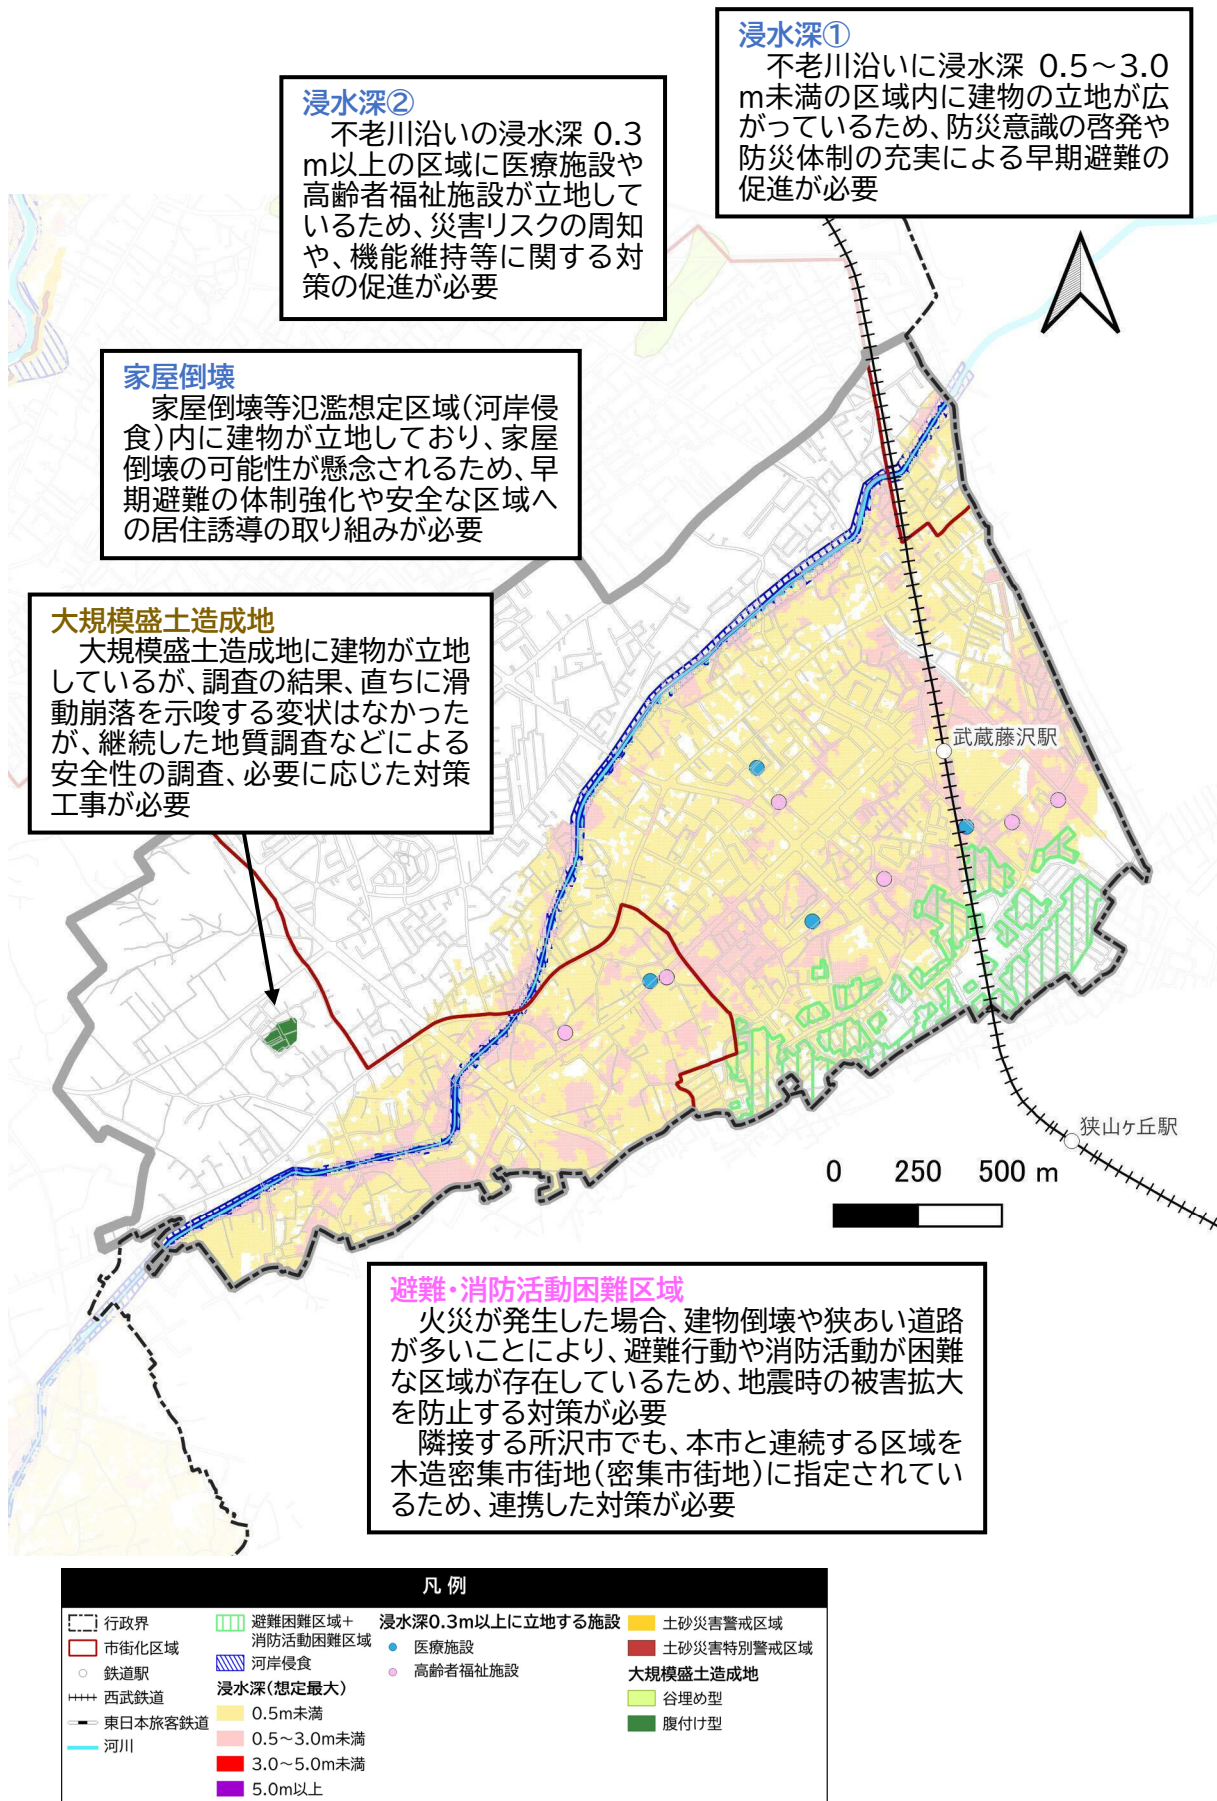 浸水深①
不老川沿いに浸水深 0.5~3.0
m未満の区域内に建物の立地が広
がっているため、防災意識の啓発や
防災体制の充実による早期避難の
促進が必要
浸水深②
不老川沿いの浸水深 0.3
m以上の区域に医療施設や
高齢者福祉施設が立地して
いるため、災害リスクの周知
や、機能維持等に関する対
策の促進が必要
家屋倒壊
家屋倒壊等氾濫想定区域(河岸侵
食)内に建物が立地しており、家屋
倒壊の可能性が懸念されるため、早
期避難の体制強化や安全な区域へ
の居住誘導の取り組みが必要
大規模盛土造成地
大規模盛土造成地に建物が立地
しているが、調査の結果、直ちに滑
動崩落を示唆する変状はなかった
が、継続した地質調査などによる
安全性の調査、必要に応じた対策
工事が必要
武蔵藤沢駅
狭山ヶ丘駅
0 250 500 m
避難・消防活動困難区域
火災が発生した場合、建物倒壊や狭あい道路
が多いことにより、避難行動や消防活動が困難
な区域が存在しているため、地震時の被害拡大
を防止する対策が必要
隣接する所沢市でも、本市と連続する区域を
木造密集市街地(密集市街地)に指定されてい
るため、連携した対策が必要
凡例
行政界
市街化区域
鉄道駅
西武鉄道
東日本旅客鉄道
河川
避難困難区域+
消防活動困難区域
河岸侵食
浸水深(想定最大)
0.5m未満
0.5~3.0m未満
3.0~5.0m未満
5.0m以上
浸水深0.3m以上に立地する施設
医療施設
高齢者福祉施設
土砂災害警戒区域
土砂災害特別警戒区域
大規模盛土造成地
谷埋め型
腹付け型